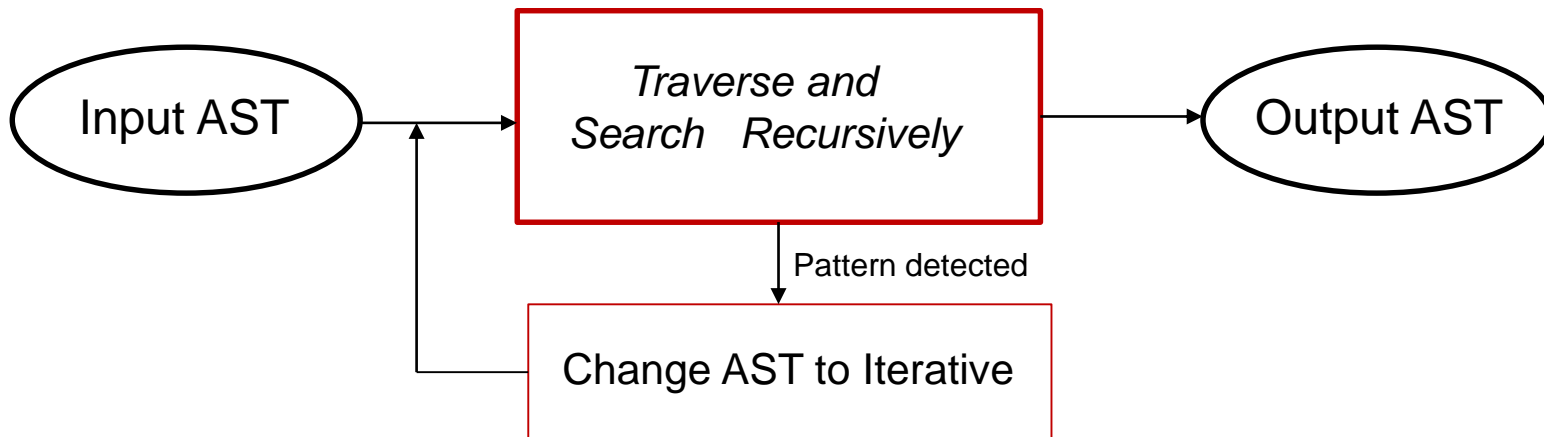 Input AST
Traverse and
Search Recursively
Output AST
Pattern detected
Change AST to Iterative